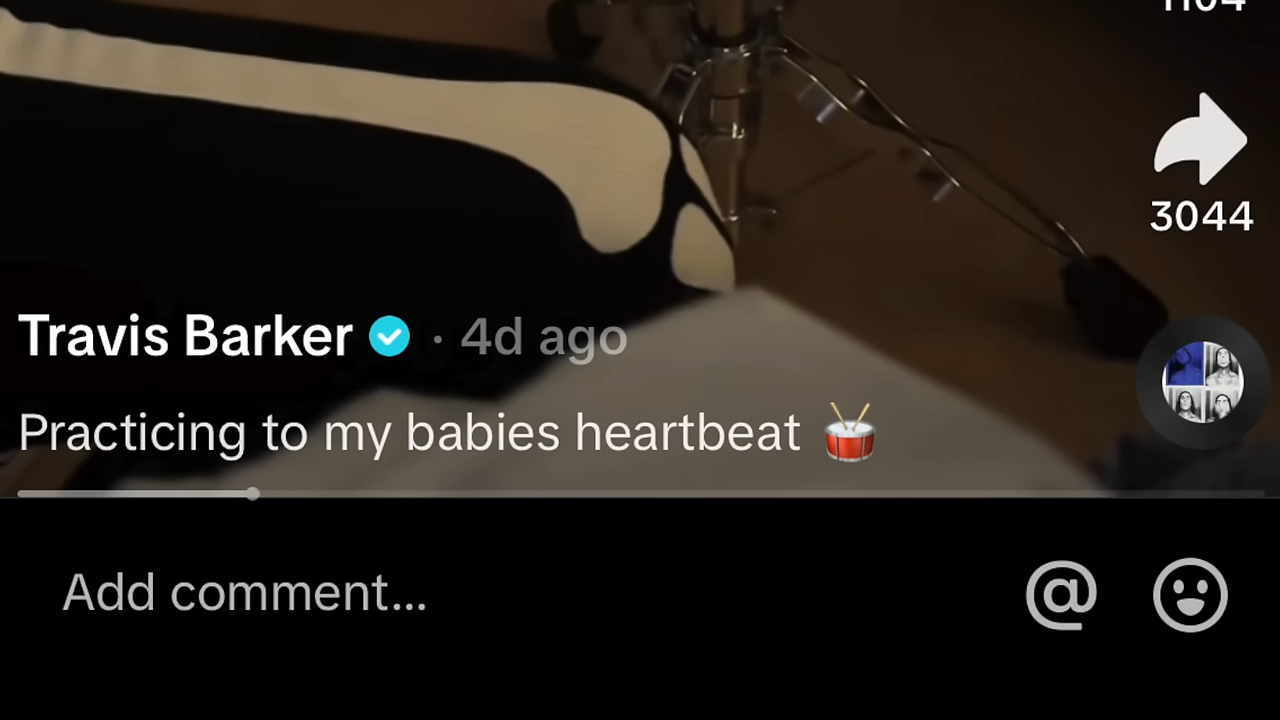 3044
Travis Barker · 4d ago
Practicing to my babies heartbeat 🥁
Add comment...